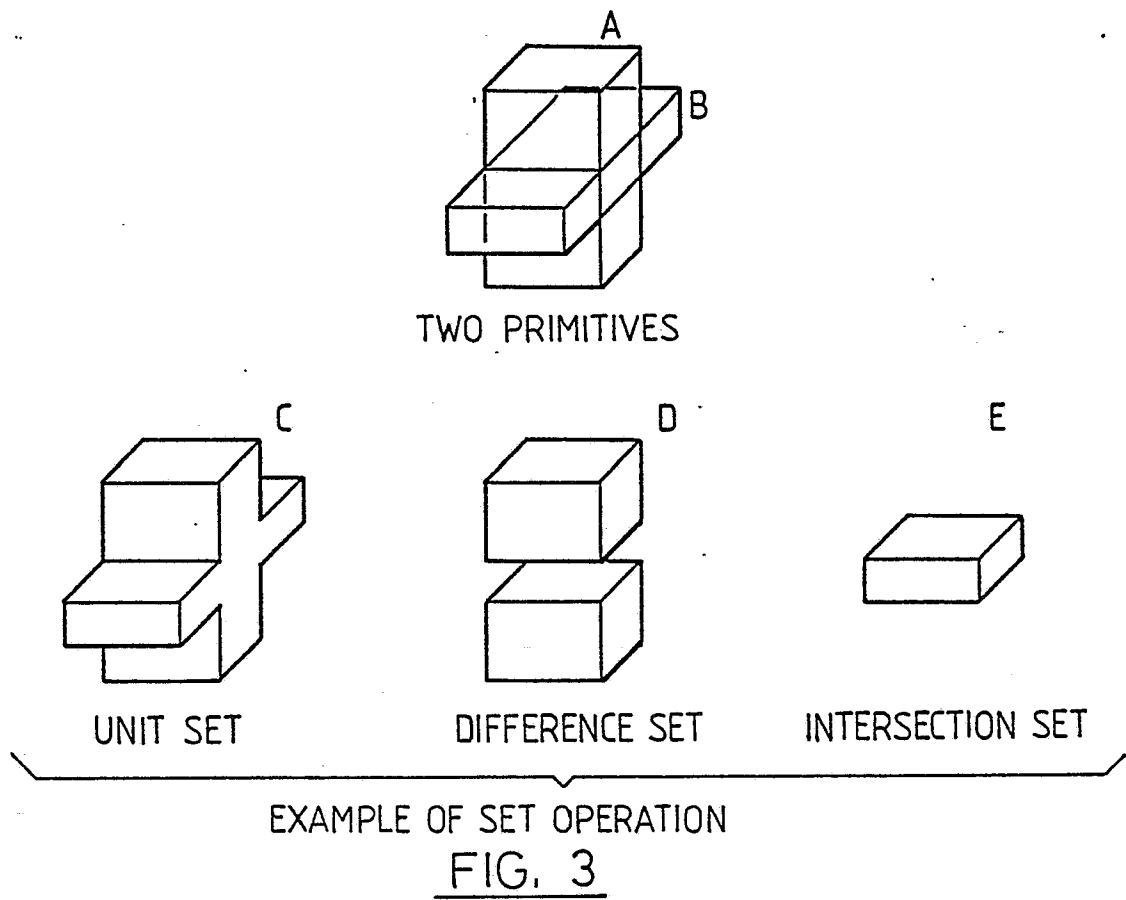 A
B
TWO PRIMITIVES
C
D
E
UNIT SET
DIFFERENCE SET
INTERSECTION SET
EXAMPLE OF SET OPERATION
FIG. 3